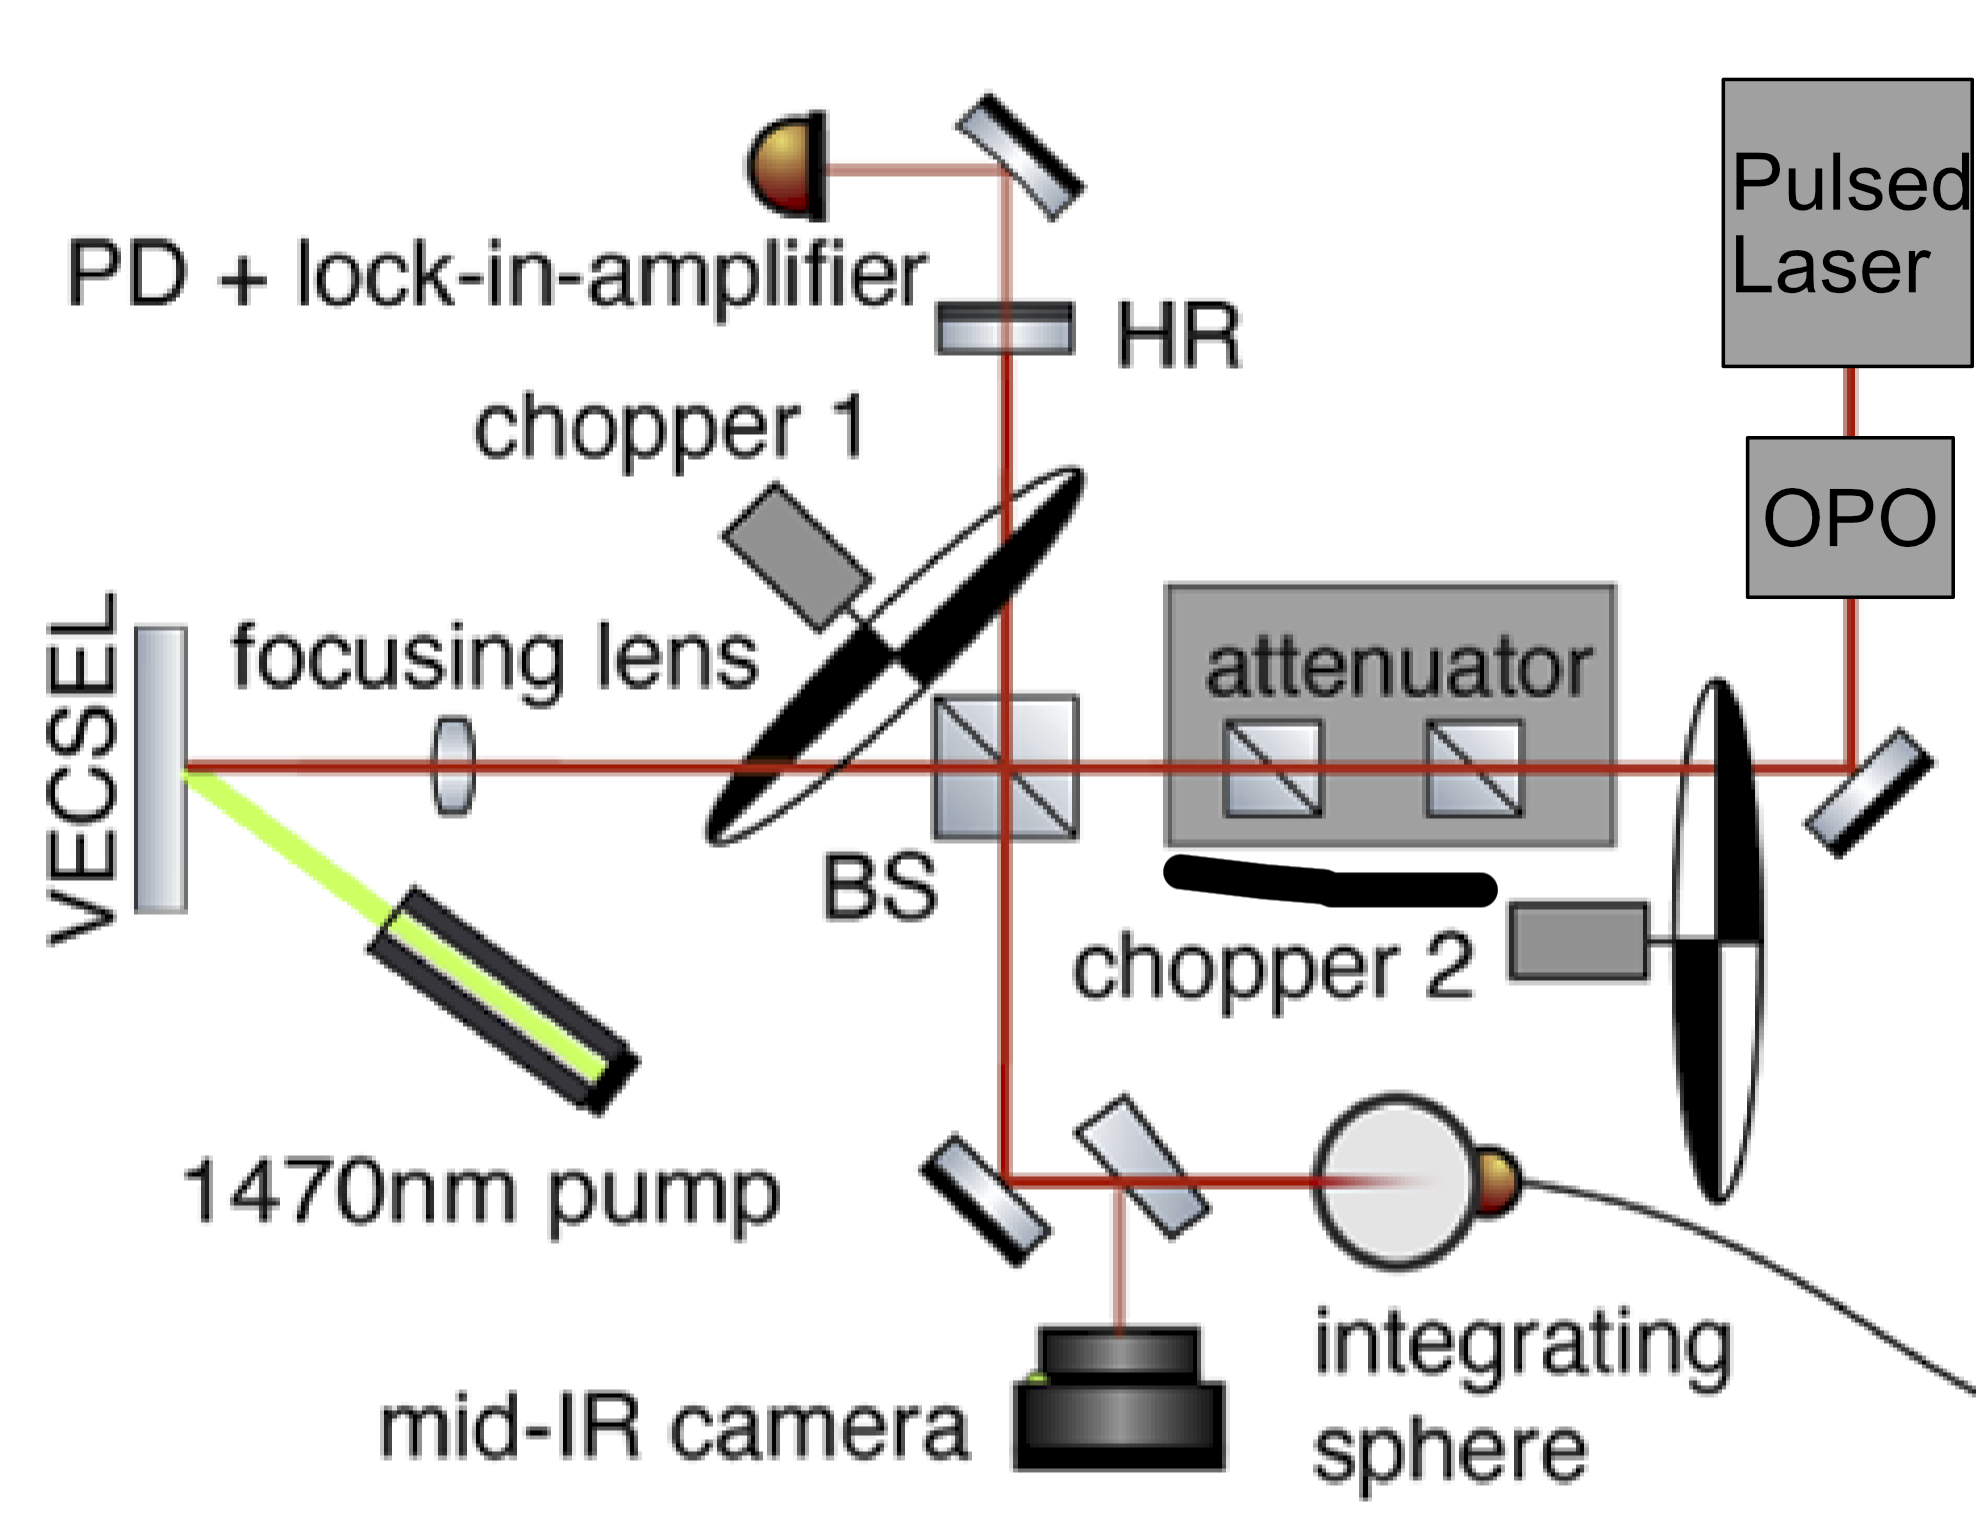 Pulsed
Laser
PD + lock-in-amplifier
HR
chopper 1
OPO
VECSEL
focusing lens
attenuator
BS
chopper 2
1470nm pump
integrating
sphere
mid-IR camera